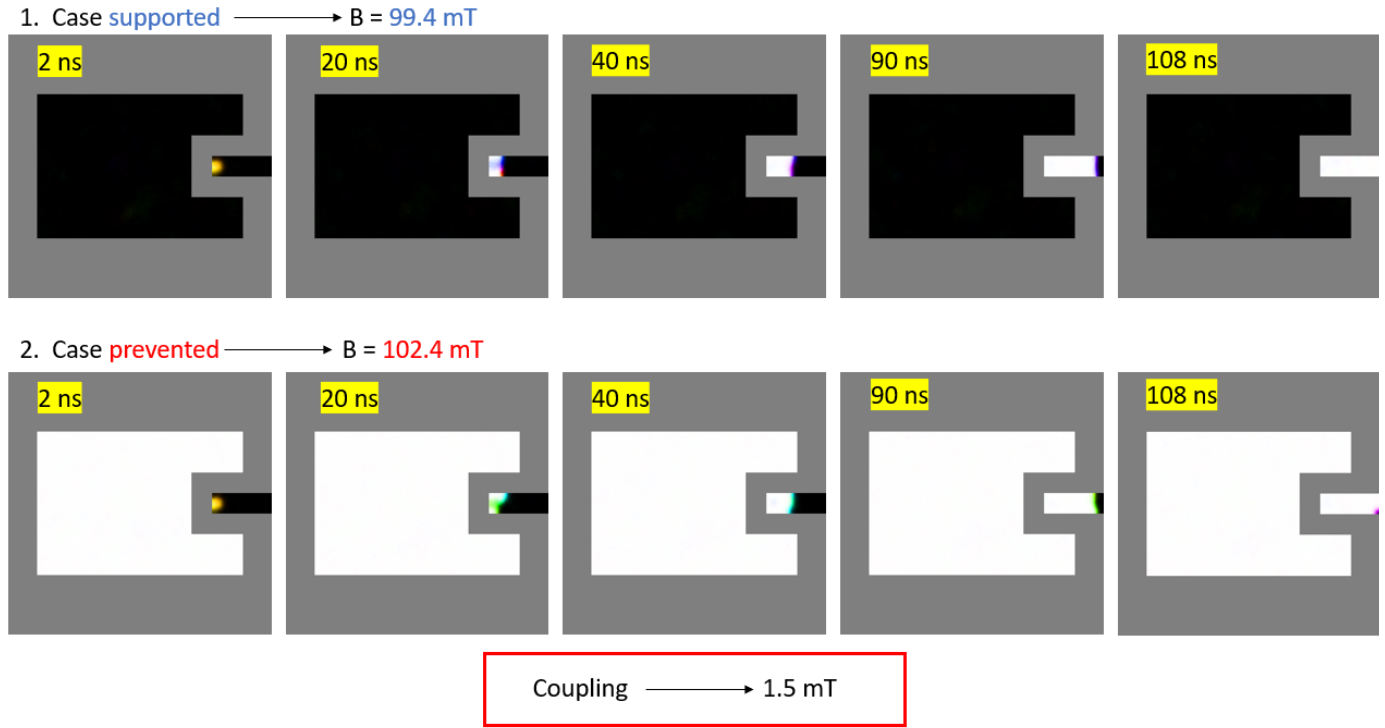 1. Case supported ⟶ B = 99.4 mT
2 ns
20 ns
40 ns
90 ns
108 ns
2. Case prevented ⟶ B = 102.4 mT
2 ns
20 ns
40 ns
90 ns
108 ns
Coupling ⟶ 1.5 mT